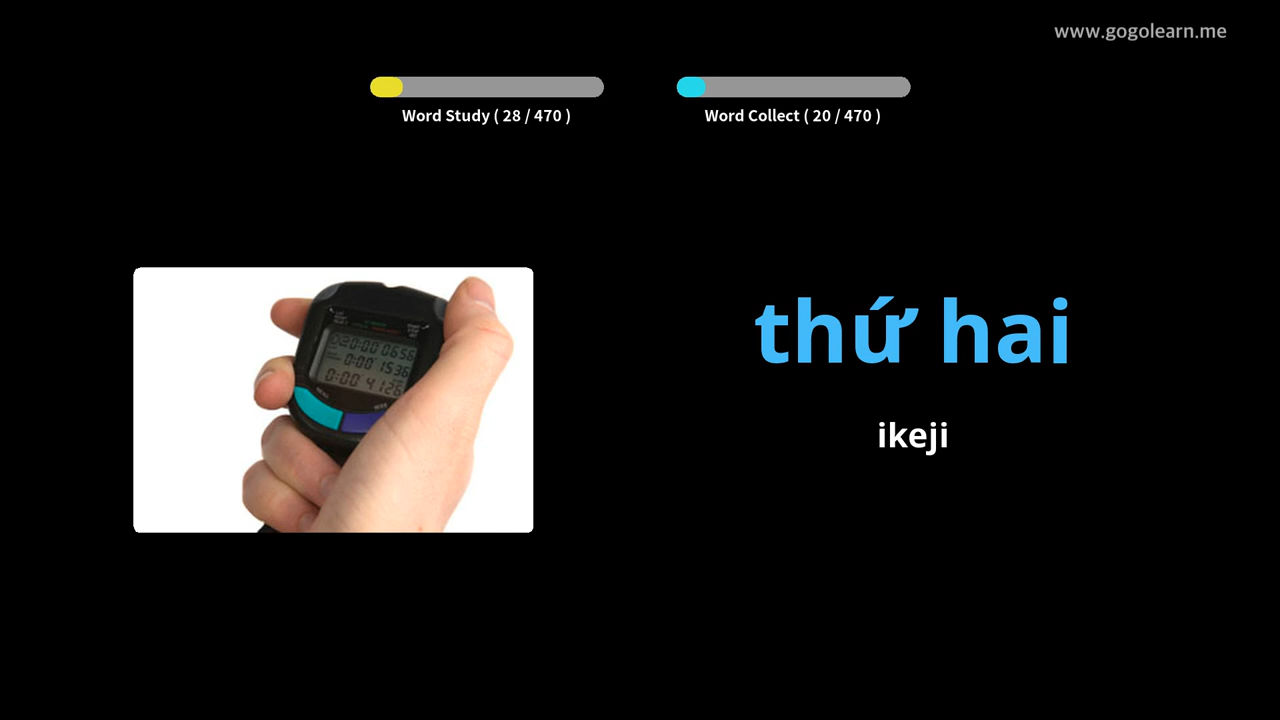 www.gogolearn.me
Word Study ( 28 / 470 )
Word Collect ( 20 / 470 )
thứ hai
ikeji